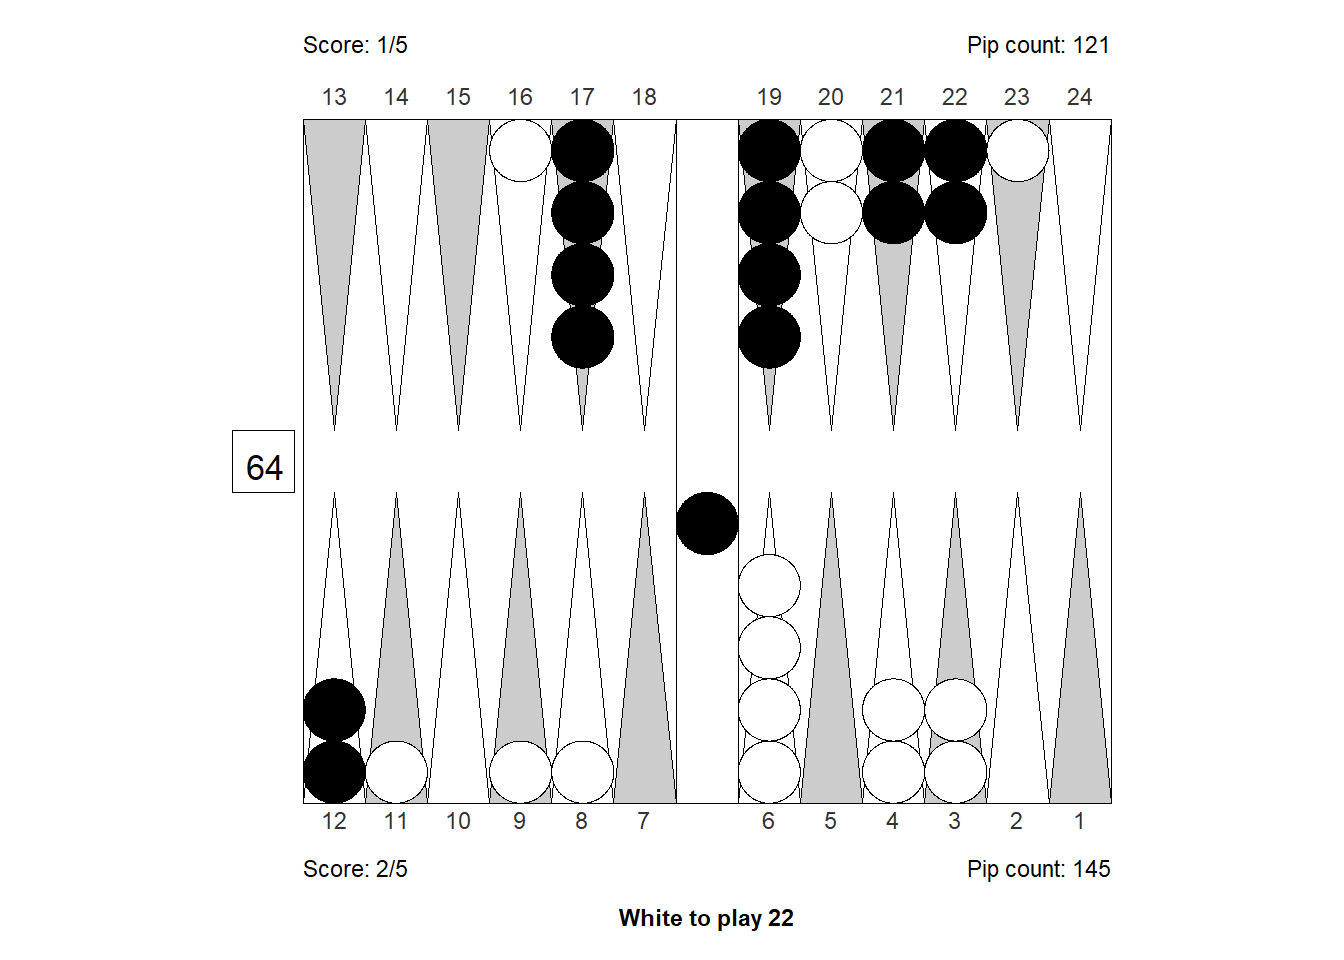 Score: 1/5 Pip count: 121
13 14 15 16 17 18 19 20 21 22 23 24
64
12 11 10 9 8 7 6 5 4 3 2 1
Score: 2/5 Pip count: 145
White to play 22